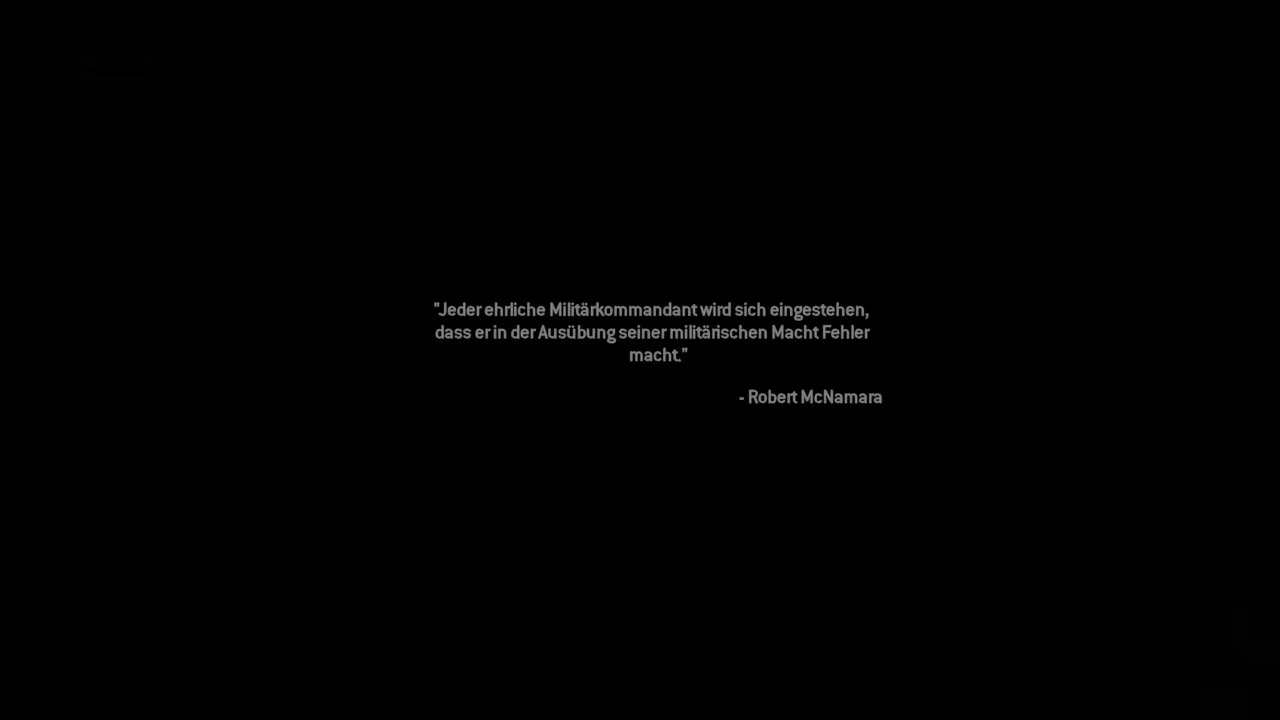 "Jeder ehrliche Militärkommandant wird sich eingestehen,
dass er in der Ausübung seiner militärischen Macht Fehler
macht."
- Robert McNamara